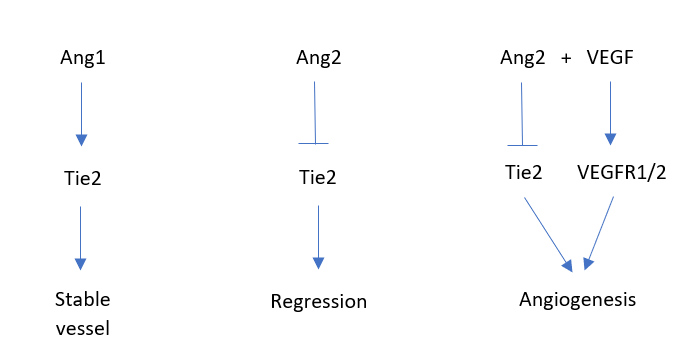 Ang1
Ang2
Ang2 + VEGF
Tie2
Tie2
Tie2
VEGFR1/2
Stable
vessel
Regression
Angiogenesis